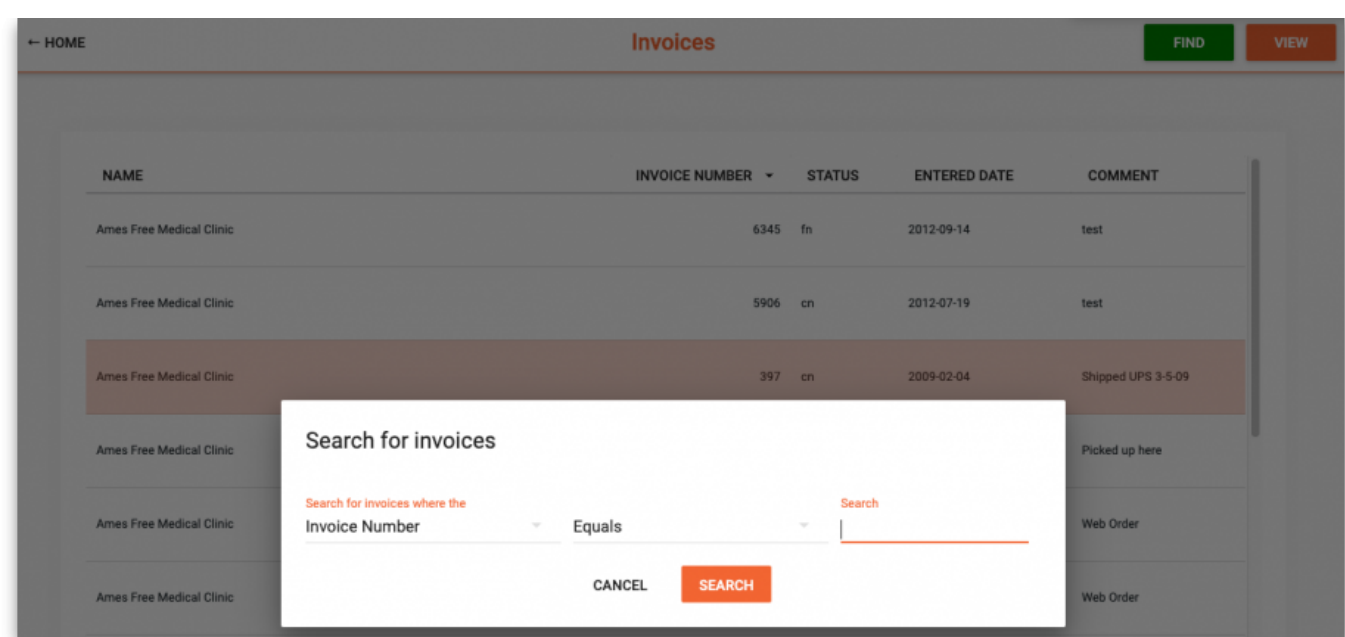 ← HOME Invoices FIND VIEW
NAME INVOICE NUMBER STATUS ENTERED DATE COMMENT
Ames Free Medical Clinic 6345 fn 2012-09-14 test
Ames Free Medical Clinic 5906 cn 2012-07-19 test
Ames Free Medical Clinic 397 cn 2009-02-04 Shipped UPS 3-5-09
Ames Free Medical Clinic Picked up here
Ames Free Medical Clinic Web Order
Ames Free Medical Clinic Web Order
Search for invoices
Search for invoices where the Search
Invoice Number Equals
CANCEL SEARCH